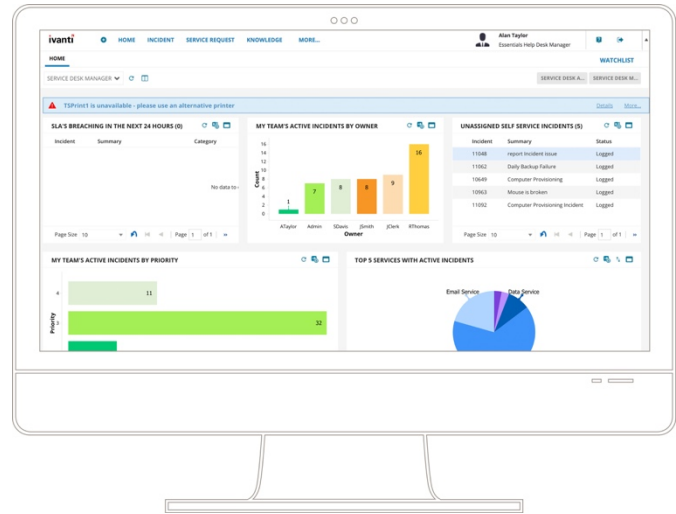 ivanti HOME INCIDENT SERVICE REQUEST KNOWLEDGE MORE... Alan Taylor
Essentials Help Desk Manager
HOME WATCHLIST
SERVICE DESK MANAGER SERVICE DESK A... SERVICE DESK M...
TSPrint1 is unavailable - please use an alternative printer Details More...
SLA'S BREACHING IN THE NEXT 24 HOURS (0)
Incident Summary Category
No data to
Page Size 10 Page 1 of 1
MY TEAM'S ACTIVE INCIDENTS BY OWNER
Count
16
14
12
10
8
6
4
2
0
1 7 8 8 9 16
ATaylor Admin SDavis JSmith JClerk RThomas
Owner
UNASSIGNED SELF SERVICE INCIDENTS (5)
Incident Summary Status
11048 report Incident issue Logged
11062 Daily Backup Failure Logged
10649 Computer Provisioning Logged
10963 Mouse is broken Logged
11092 Computer Provisioning Incident Logged
Page Size 10 Page 1 of 1
MY TEAM'S ACTIVE INCIDENTS BY PRIORITY
Priority
4 11
3 32
TOP 5 SERVICES WITH ACTIVE INCIDENTS
Email Service Data Service